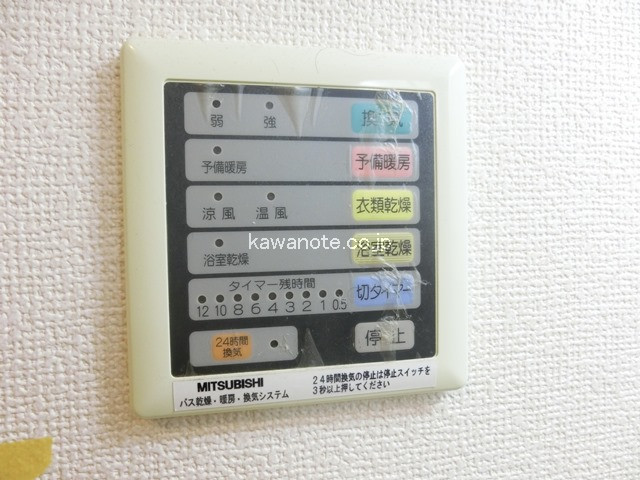 弱 強 換気
予備暖房 予備暖房
涼風 温風 衣類乾燥
kawanote.co.jp
浴室乾燥 浴室乾燥
タイマー残時間
12 10 8 6 4 3 2 1 0.5 切タイマー
24時間
換気
停止
MITSUBISHI
バス乾燥・暖房・換気システム
24時間換気の停止は停止スイッチを
3秒以上押してください